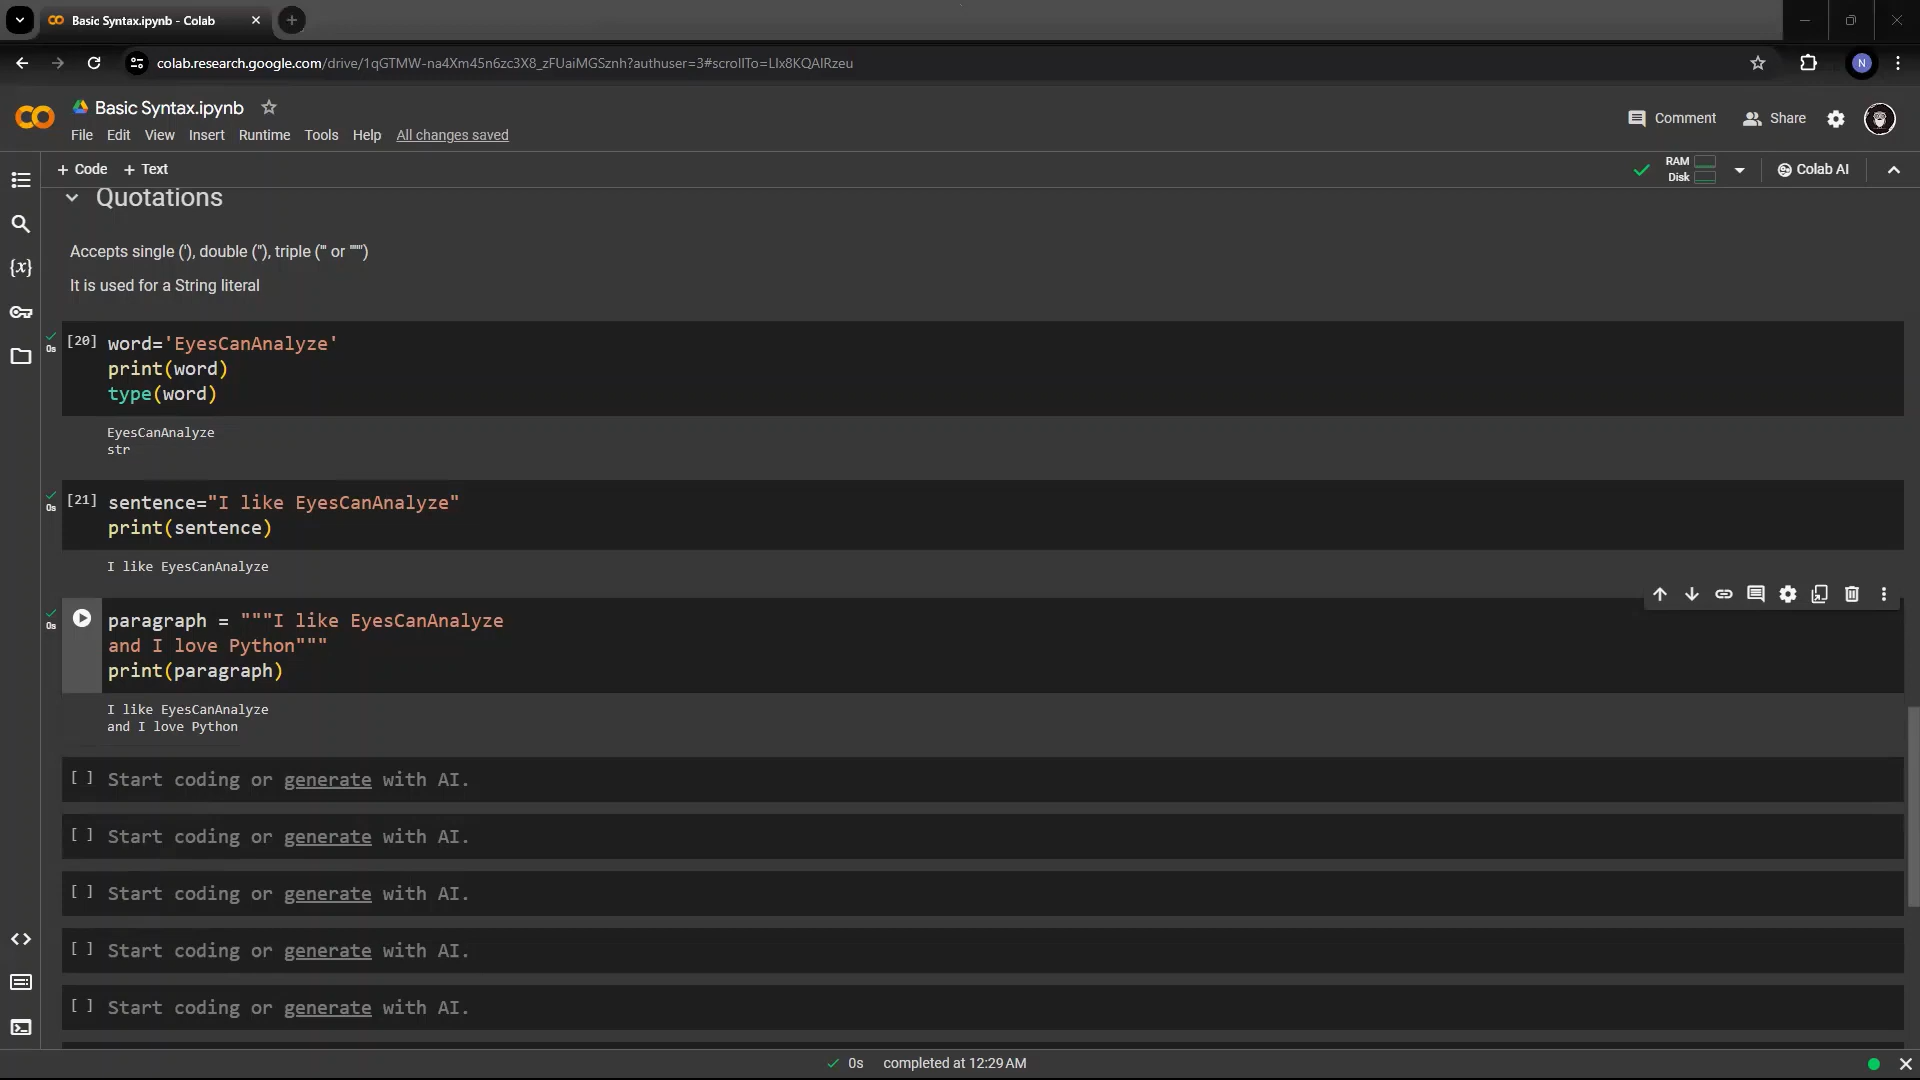 Basic Syntax.ipynb - Colab
colab.research.google.com/drive/1qGTMW-na4Xm45n6zc3X8_zFUaiMGSznh?authuser=3#scrollTo=LIx8KQAlRzeu
N
Basic Syntax.ipynb
Comment
Share
File Edit View Insert Runtime Tools Help All changes saved
+ Code + Text
RAM
Disk
Colab AI
Quotations
Accepts single ('), double ("), triple (''' or """)
It is used for a String literal
0s
[20] word='EyesCanAnalyze'
print(word)
type(word)
EyesCanAnalyze
str
0s
[21] sentence="I like EyesCanAnalyze"
print(sentence)
I like EyesCanAnalyze
0s
paragraph = """I like EyesCanAnalyze
and I love Python"""
print(paragraph)
I like EyesCanAnalyze
and I love Python
[ ] Start coding or generate with AI.
[ ] Start coding or generate with AI.
[ ] Start coding or generate with AI.
[ ] Start coding or generate with AI.
[ ] Start coding or generate with AI.
0s completed at 12:29 AM